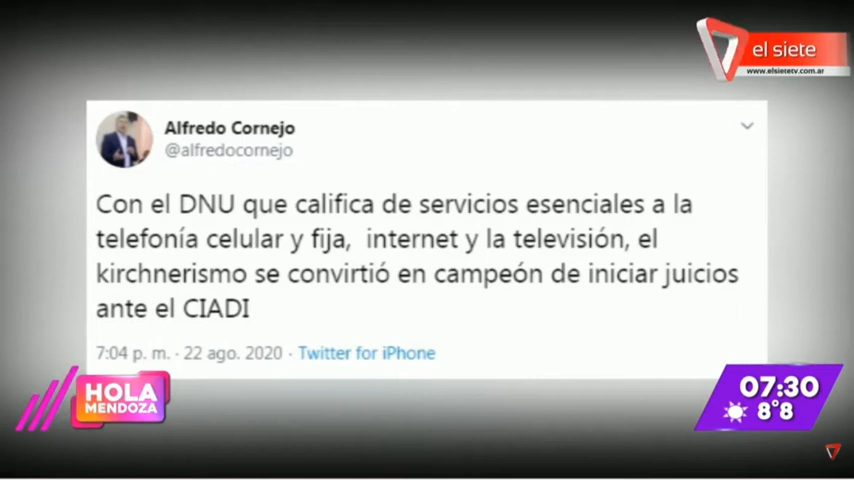 el siete
www.elsietetv.com.ar
Alfredo Cornejo
@alfredocornejo
Con el DNU que califica de servicios esenciales a la
telefonía celular y fija,  internet y la televisión, el
kirchnerismo se convirtió en campeón de iniciar juicios
ante el CIADI
7:04 p. m. · 22 ago. 2020 · Twitter for iPhone
HOLA
MENDOZA
07:30
8°8